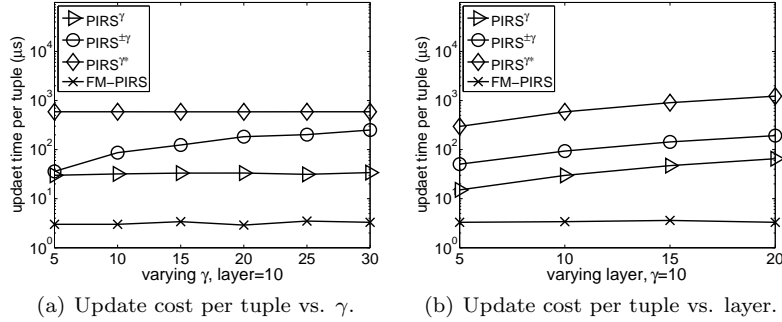 PIRS^γ
PIRS^±γ
PIRS^γ*
FM−PIRS
updaet time per tuple (μs)
10^4
10^3
10^2
10^1
10^0
5 10 15 20 25 30
varying γ, layer=10
(a) Update cost per tuple vs. γ.
PIRS^γ
PIRS^±γ
PIRS^γ*
FM−PIRS
updaet time per tuple (μs)
10^4
10^3
10^2
10^1
10^0
5 10 15 20
varying layer, γ=10
(b) Update cost per tuple vs. layer.